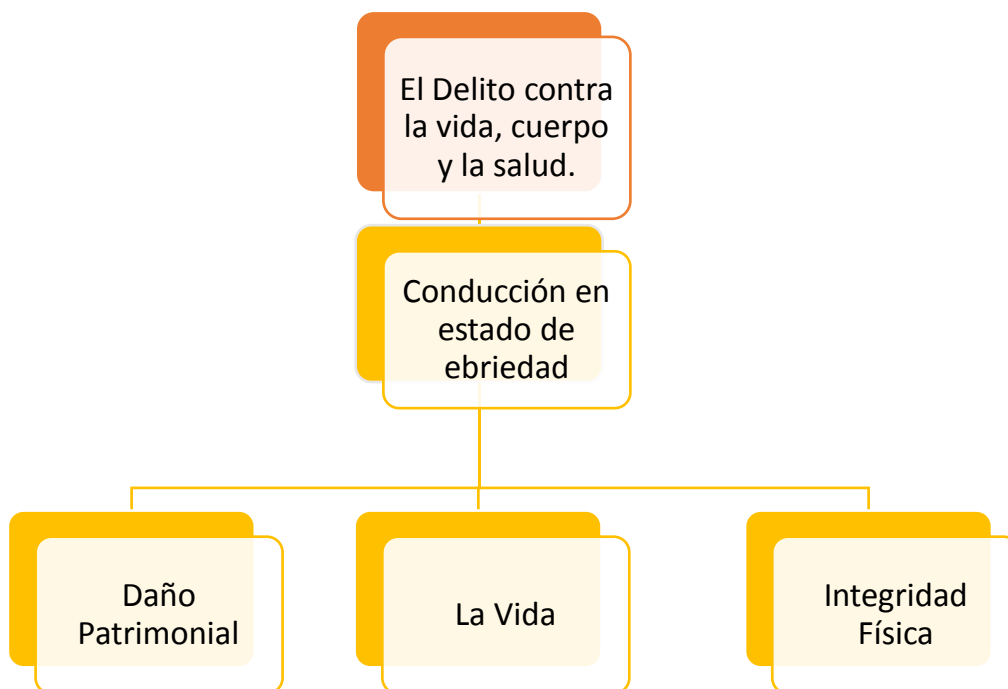 El Delito contra
la vida, cuerpo
y la salud.
Conducción en
estado de
ebriedad
Daño
Patrimonial
La Vida
Integridad
Física